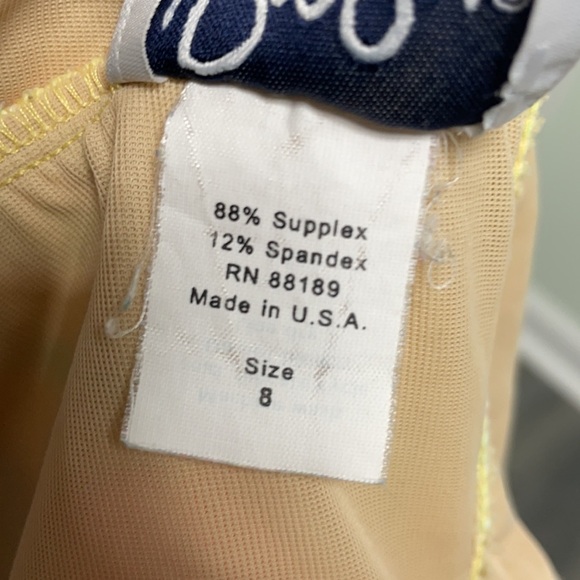 88% Supplex
12% Spandex
RN 88189
Made in U.S.A.
Size
8